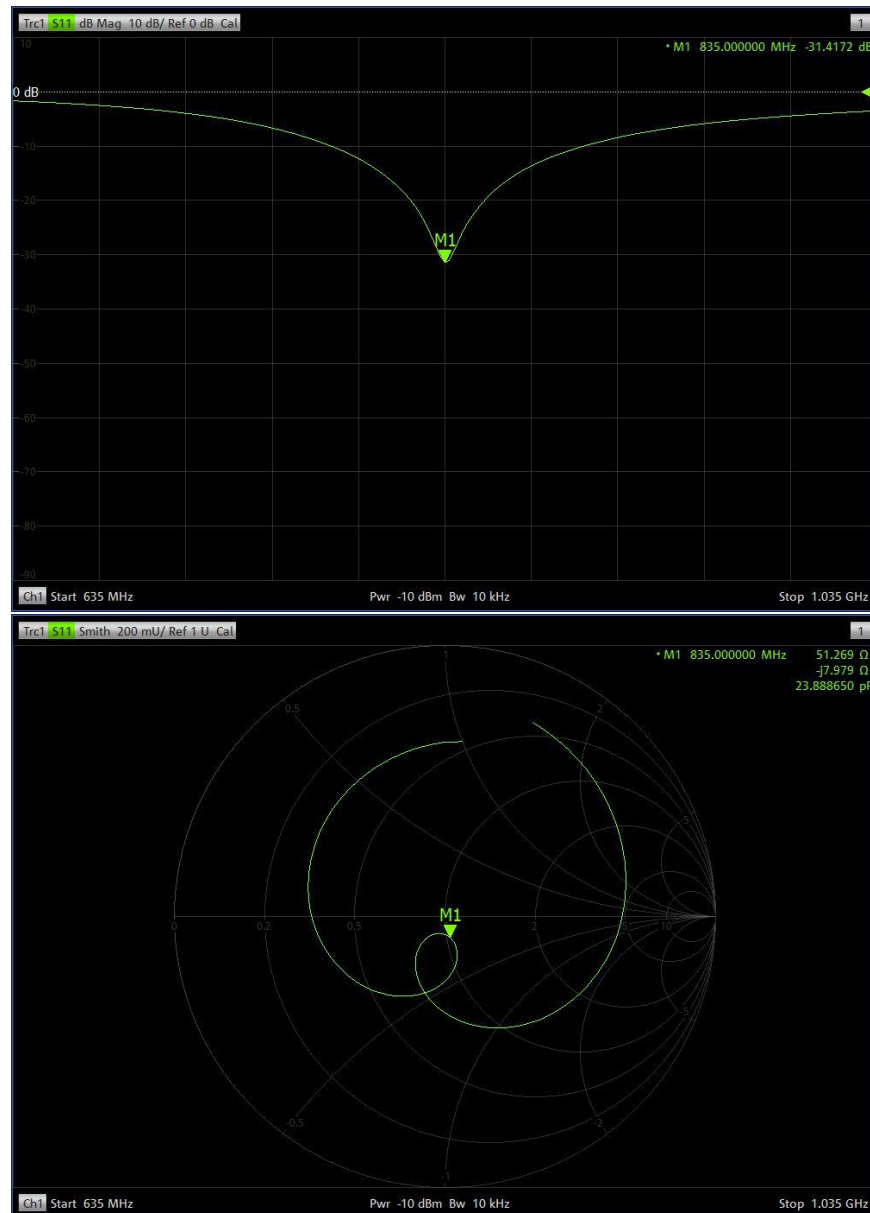 Trc1 S11 dB Mag 10 dB/ Ref 0 dB Cal
1
10
• M1 835.000000 MHz -31.4172 dB
0 dB
-10
-20
M1
-30
-40
-50
-60
-70
-80
-90
Ch1 Start 635 MHz Pwr -10 dBm Bw 10 kHz Stop 1.035 GHz
Trc1 S11 Smith 200 mU/ Ref 1 U Cal
1
• M1 835.000000 MHz 51.269 Ω
-j7.979 Ω
23.888650 pF
1
0.5
2
5
M1
0 0.2 0.5 2 5 10
-5
-0.5
-2
-1
Ch1 Start 635 MHz Pwr -10 dBm Bw 10 kHz Stop 1.035 GHz